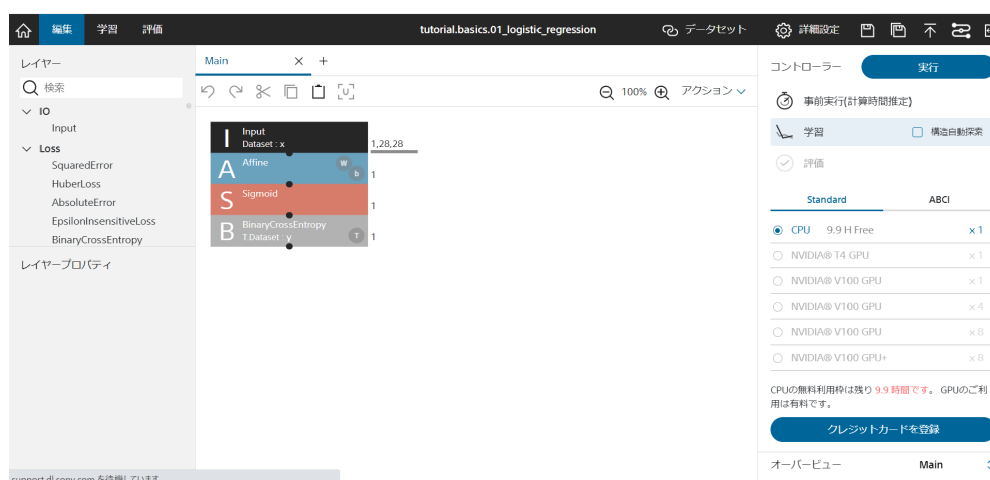 編集 学習 評価 tutorial.basics.01_logistic_regression データセット 詳細設定
レイヤー
検索
IO
Input
Loss
SquaredError
HuberLoss
AbsoluteError
EpsilonInsensitiveLoss
BinaryCrossEntropy
レイヤープロパティ
Main × +
100% アクション
I Input
Dataset : x 1,28,28
A Affine W b 1
S Sigmoid 1
B BinaryCrossEntropy
T.Dataset : y T 1
コントローラー 実行
事前実行(計算時間推定)
学習 構造自動探索
評価
Standard ABCI
CPU 9.9 H Free × 1
NVIDIA® T4 GPU × 1
NVIDIA® V100 GPU × 1
NVIDIA® V100 GPU × 4
NVIDIA® V100 GPU × 8
NVIDIA® V100 GPU+ × 8
CPUの無料利用枠は残り 9.9 時間です。 GPUのご利
用は有料です。
クレジットカードを登録
オーバービュー Main